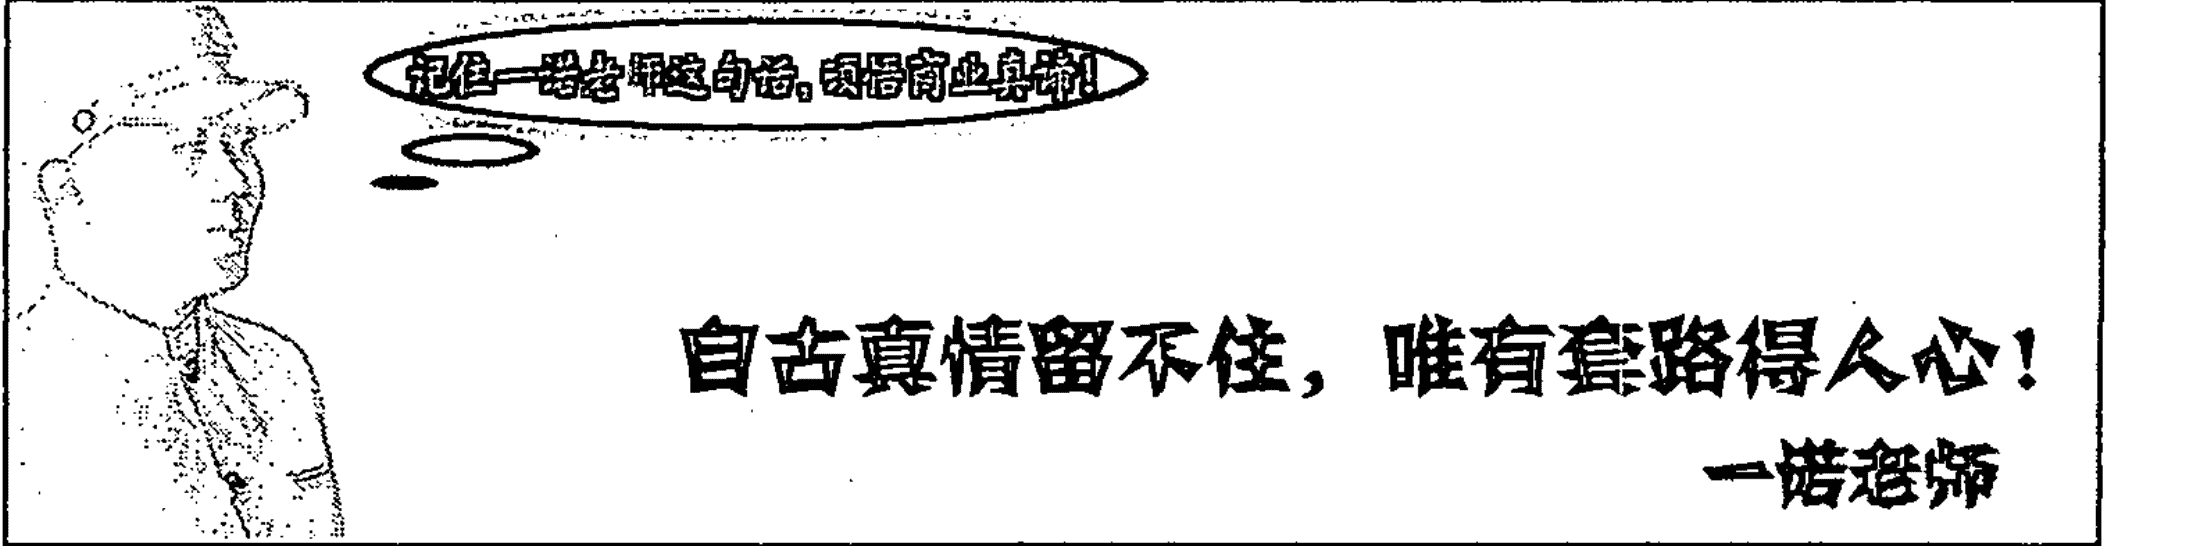 记住一诺老师这句话,领悟商业真谛!
自古真情留不住，唯有套路得人心！
一诺老师